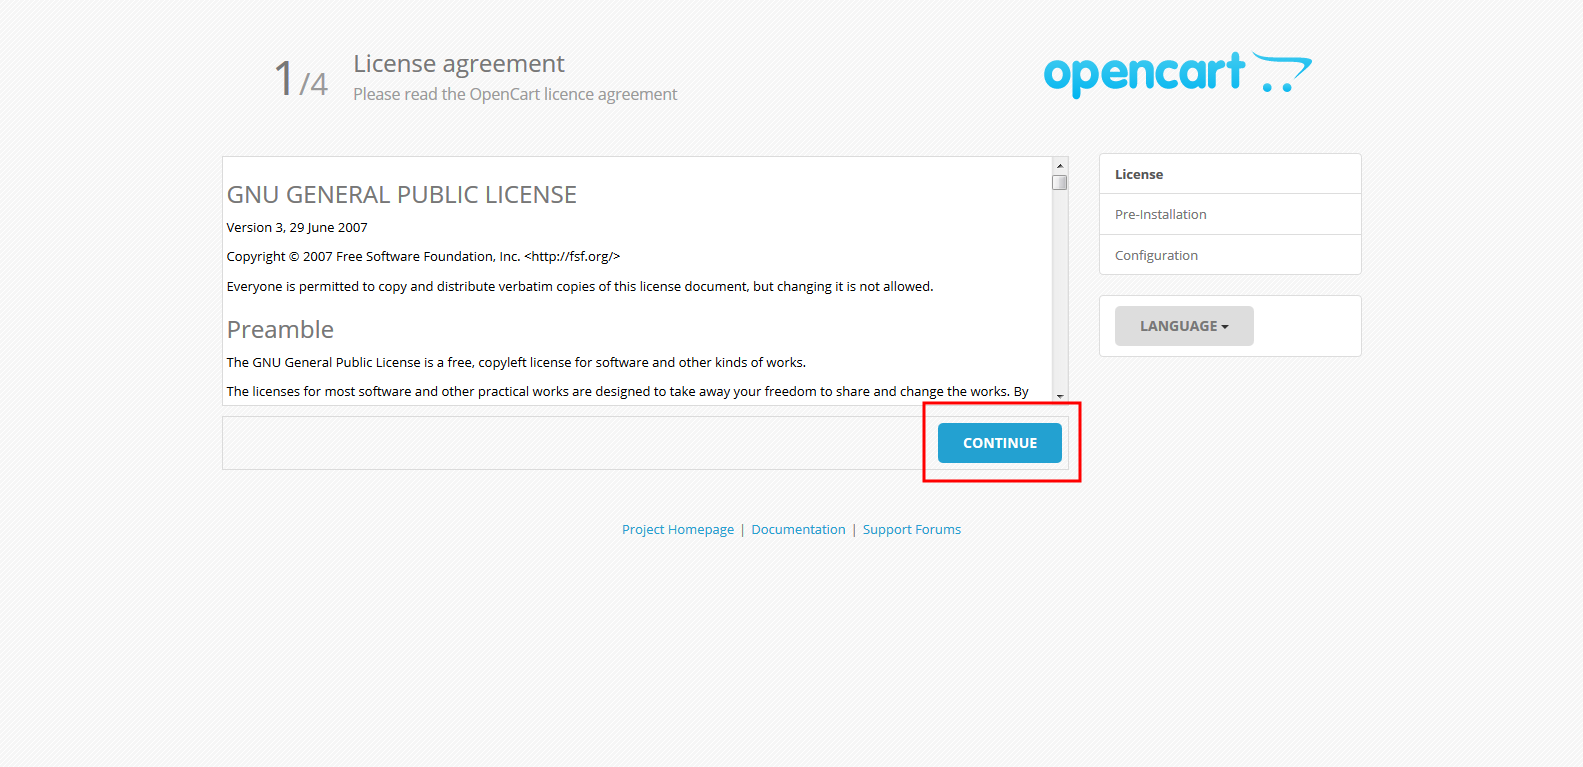 1/4
License agreement
Please read the OpenCart licence agreement
opencart
GNU GENERAL PUBLIC LICENSE
Version 3, 29 June 2007
Copyright © 2007 Free Software Foundation, Inc. <http://fsf.org/>
Everyone is permitted to copy and distribute verbatim copies of this license document, but changing it is not allowed.
Preamble
The GNU General Public License is a free, copyleft license for software and other kinds of works.
The licenses for most software and other practical works are designed to take away your freedom to share and change the works. By
CONTINUE
License
Pre-Installation
Configuration
LANGUAGE
Project Homepage | Documentation | Support Forums